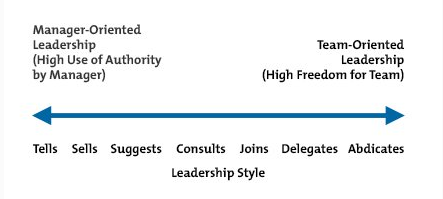 Manager-Oriented
Leadership
(High Use of Authority
by Manager)
Team-Oriented
Leadership
(High Freedom for Team)
Tells Sells Suggests Consults Joins Delegates Abdicates
Leadership Style